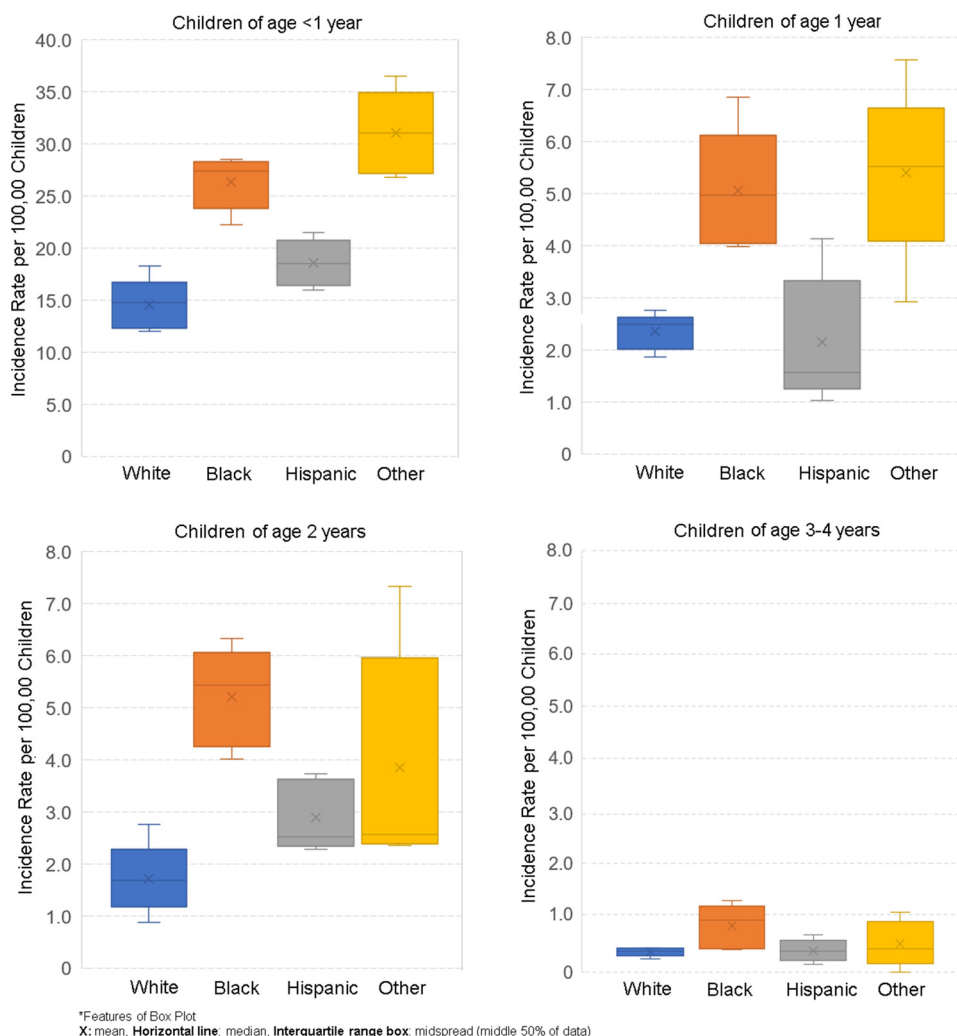 Children of age <1 year
Incidence Rate per 100,00 Children
40.0
35.0
30.0
25.0
20.0
15.0
10.0
5.0
0
White Black Hispanic Other
Children of age 1 year
Incidence Rate per 100,00 Children
8.0
7.0
6.0
5.0
4.0
3.0
2.0
1.0
0
White Black Hispanic Other
Children of age 2 years
Incidence Rate per 100,00 Children
8.0
7.0
6.0
5.0
4.0
3.0
2.0
1.0
0
White Black Hispanic Other
Children of age 3-4 years
Incidence Rate per 100,00 Children
8.0
7.0
6.0
5.0
4.0
3.0
2.0
1.0
0
White Black Hispanic Other
*Features of Box Plot
X: mean, Horizontal line: median, Interquartile range box: midspread (middle 50% of data)